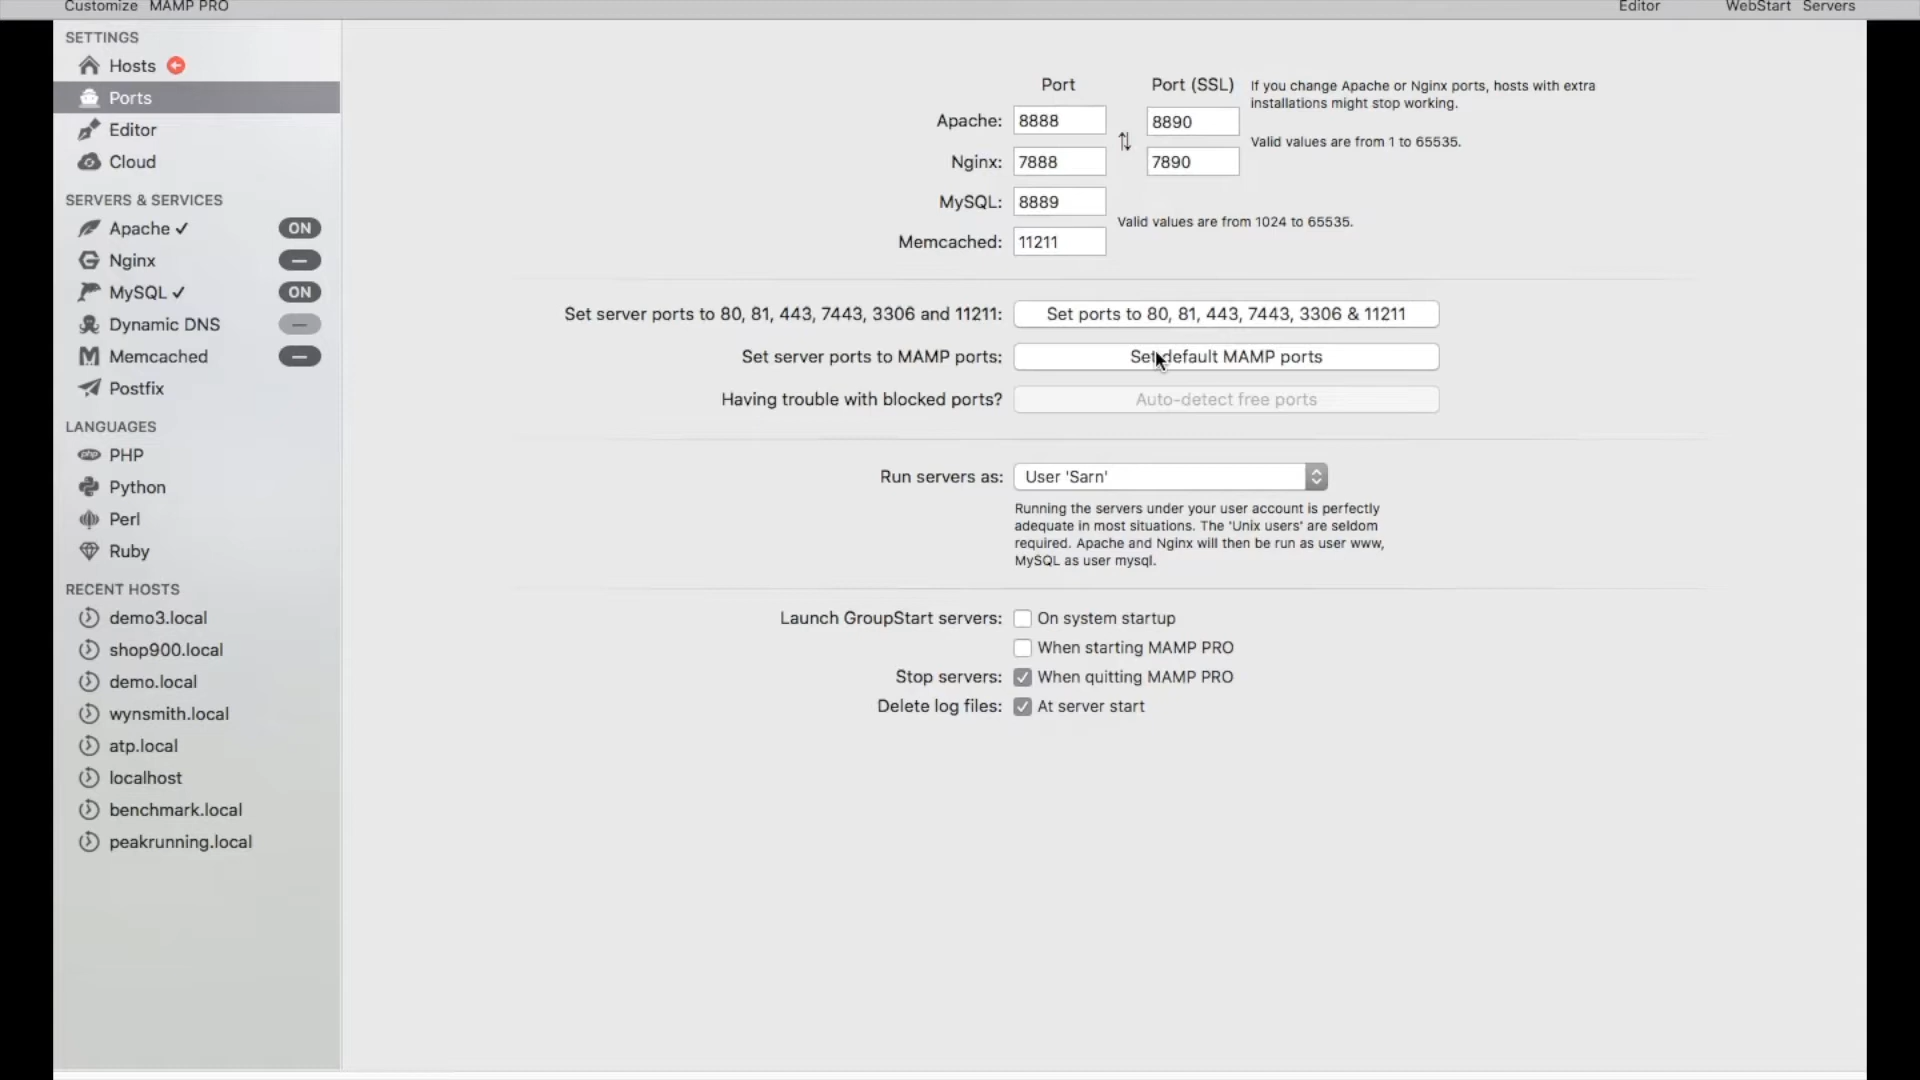 Customize MAMP PRO Editor WebStart Servers
SETTINGS
Hosts
Ports
Editor
Cloud
SERVERS & SERVICES
Apache ✓ ON
Nginx
MySQL ✓ ON
Dynamic DNS
Memcached
Postfix
LANGUAGES
php PHP
Python
Perl
Ruby
RECENT HOSTS
demo3.local
shop900.local
demo.local
wynsmith.local
atp.local
localhost
benchmark.local
peakrunning.local
Port Port (SSL)
If you change Apache or Nginx ports, hosts with extra
installations might stop working.
Apache: 8888 8890
Valid values are from 1 to 65535.
Nginx: 7888 7890
MySQL: 8889
Valid values are from 1024 to 65535.
Memcached: 11211
Set server ports to 80, 81, 443, 7443, 3306 and 11211: Set ports to 80, 81, 443, 7443, 3306 & 11211
Set server ports to MAMP ports: Set default MAMP ports
Having trouble with blocked ports? Auto-detect free ports
Run servers as: User 'Sarn'
Running the servers under your user account is perfectly
adequate in most situations. The 'Unix users' are seldom
required. Apache and Nginx will then be run as user www,
MySQL as user mysql.
Launch GroupStart servers: On system startup
When starting MAMP PRO
Stop servers: When quitting MAMP PRO
Delete log files: At server start